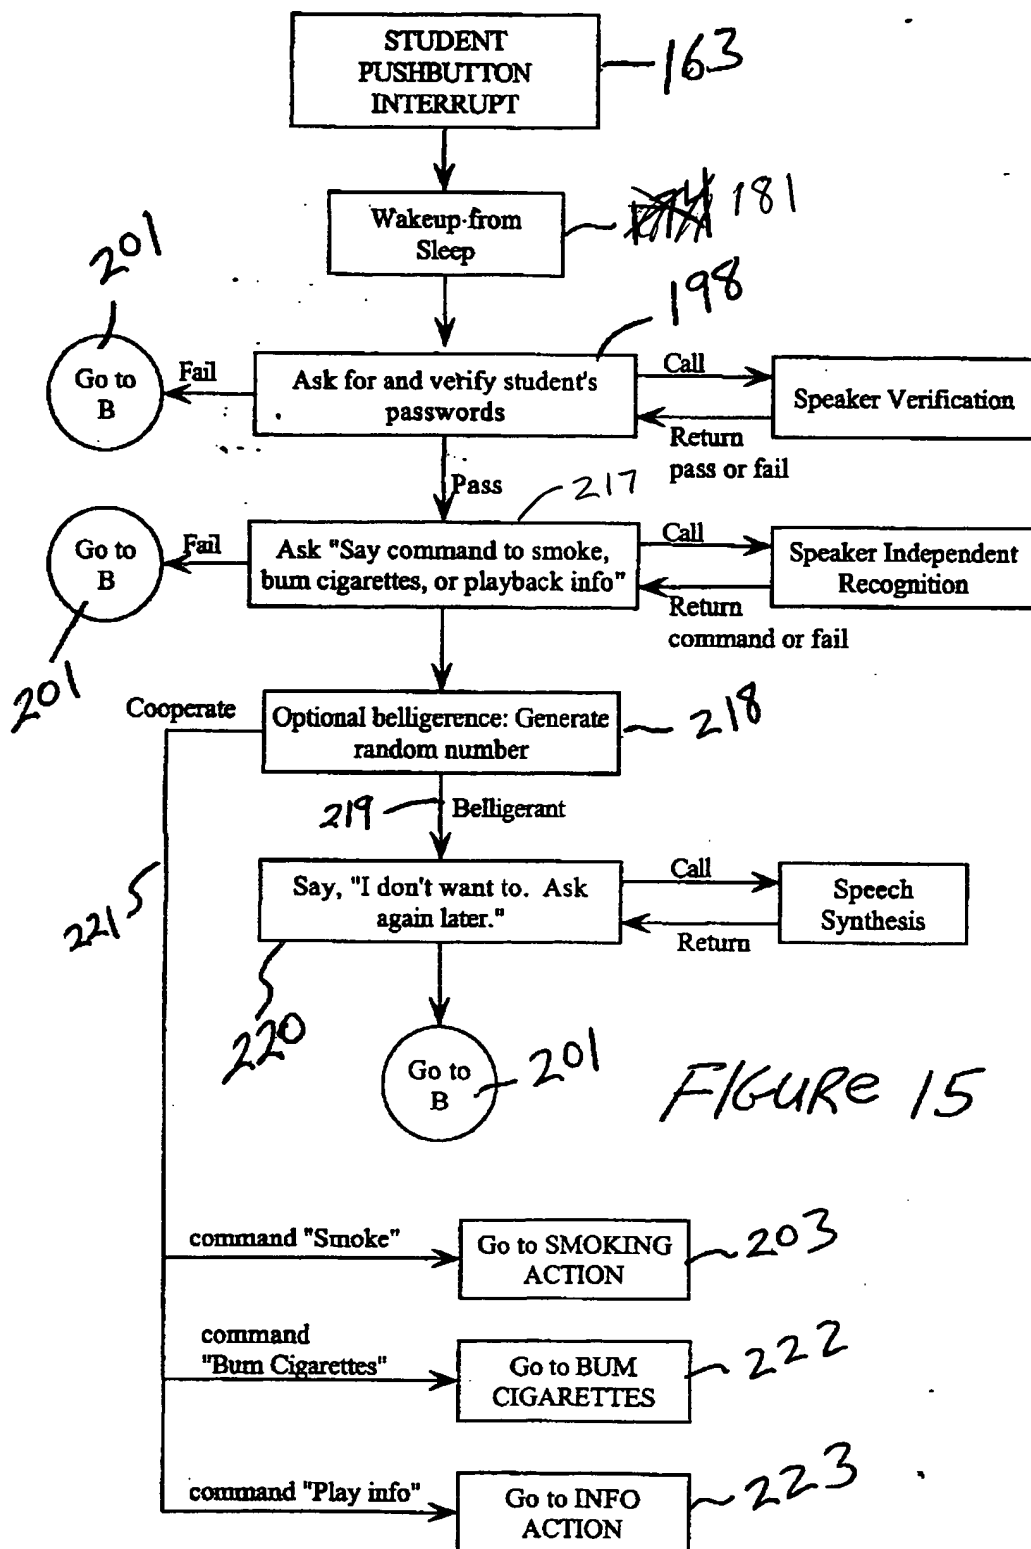 STUDENT
PUSHBUTTON
INTERRUPT
163
Wakeup from
Sleep
181
201
198
Go to
B
Fail
Ask for and verify student's
passwords
Call
Return
pass or fail
Speaker Verification
Pass
217
Go to
B
Fail
Ask "Say command to smoke,
bum cigarettes, or playback info"
Call
Return
command or fail
Speaker Independent
Recognition
201
Cooperate
Optional belligerence: Generate
random number
218
219
Belligerant
221
Say, "I don't want to. Ask
again later."
Call
Return
Speech
Synthesis
220
Go to
B
201
FIGURE 15
command "Smoke"
Go to SMOKING
ACTION
203
command
"Bum Cigarettes"
Go to BUM
CIGARETTES
222
command "Play info"
Go to INFO
ACTION
223